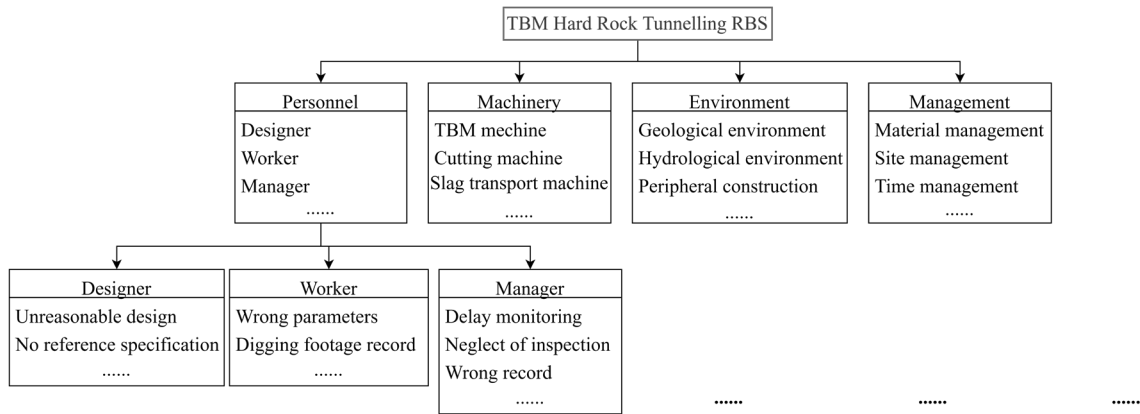 TBM Hard Rock Tunnelling RBS
Personnel
Designer
Worker
Manager
......
Machinery
TBM mechine
Cutting machine
Slag transport machine
......
Environment
Geological environment
Hydrological environment
Peripheral construction
......
Management
Material management
Site management
Time management
......
Designer
Unreasonable design
No reference specification
......
Worker
Wrong parameters
Digging footage record
......
Manager
Delay monitoring
Neglect of inspection
Wrong record
......
......
......
......